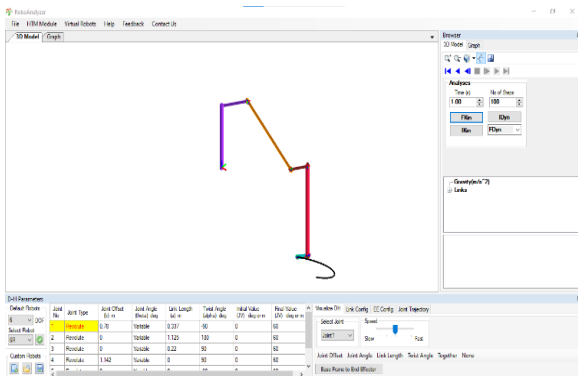 RoboAnalyzer
File HTM Module Virtual Robots Help Feedback Contact Us
3D Model Graph
Browser
3D Model Graph
Analyses
Time (s) No of Steps
1.00 100
FKin IDyn
IKin FDyn
Gravity(m/s^2)
Links
D-H Parameters
Default Robots
6 DOF
Select Robot
Custom Robots
Joint No Joint Type Joint Offset (b) m Joint Angle (theta) deg Link Length (a) m Twist Angle (alpha) deg Initial Value (JV) deg or m Final Value (JV) deg or m
1 Revolute 0.78 Variable 0.337 -90 0 60
2 Revolute 0 Variable 1.125 180 0 60
3 Revolute 0 Variable 0.22 90 0 60
4 Revolute 1.142 Variable 0 90 0 60
Visualize DH Link Config EE Config Joint Trajectory
Select Joint Speed
Joint1 Slow Fast
Joint Offset Joint Angle Link Length Twist Angle Together None
Base Frame to End Effector